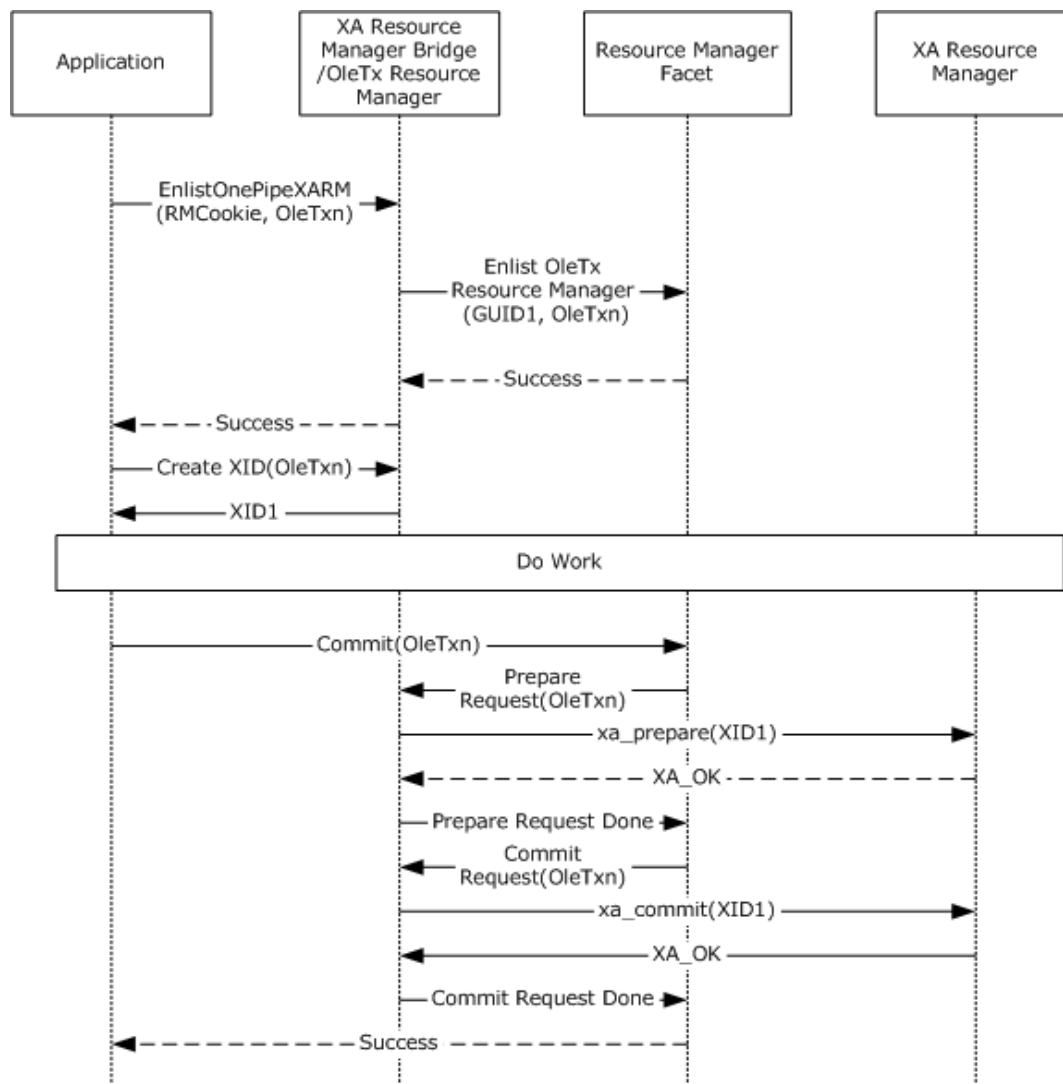 Application
XA Resource
Manager Bridge
/OleTx Resource
Manager
Resource Manager
Facet
XA Resource
Manager
EnlistOnePipeXARM
(RMCookie, OleTxn)
Enlist OleTx
Resource Manager
(GUID1, OleTxn)
Success
Success
Create XID(OleTxn)
XID1
Do Work
Commit(OleTxn)
Prepare
Request(OleTxn)
xa_prepare(XID1)
XA_OK
Prepare Request Done
Commit
Request(OleTxn)
xa_commit(XID1)
XA_OK
Commit Request Done
Success